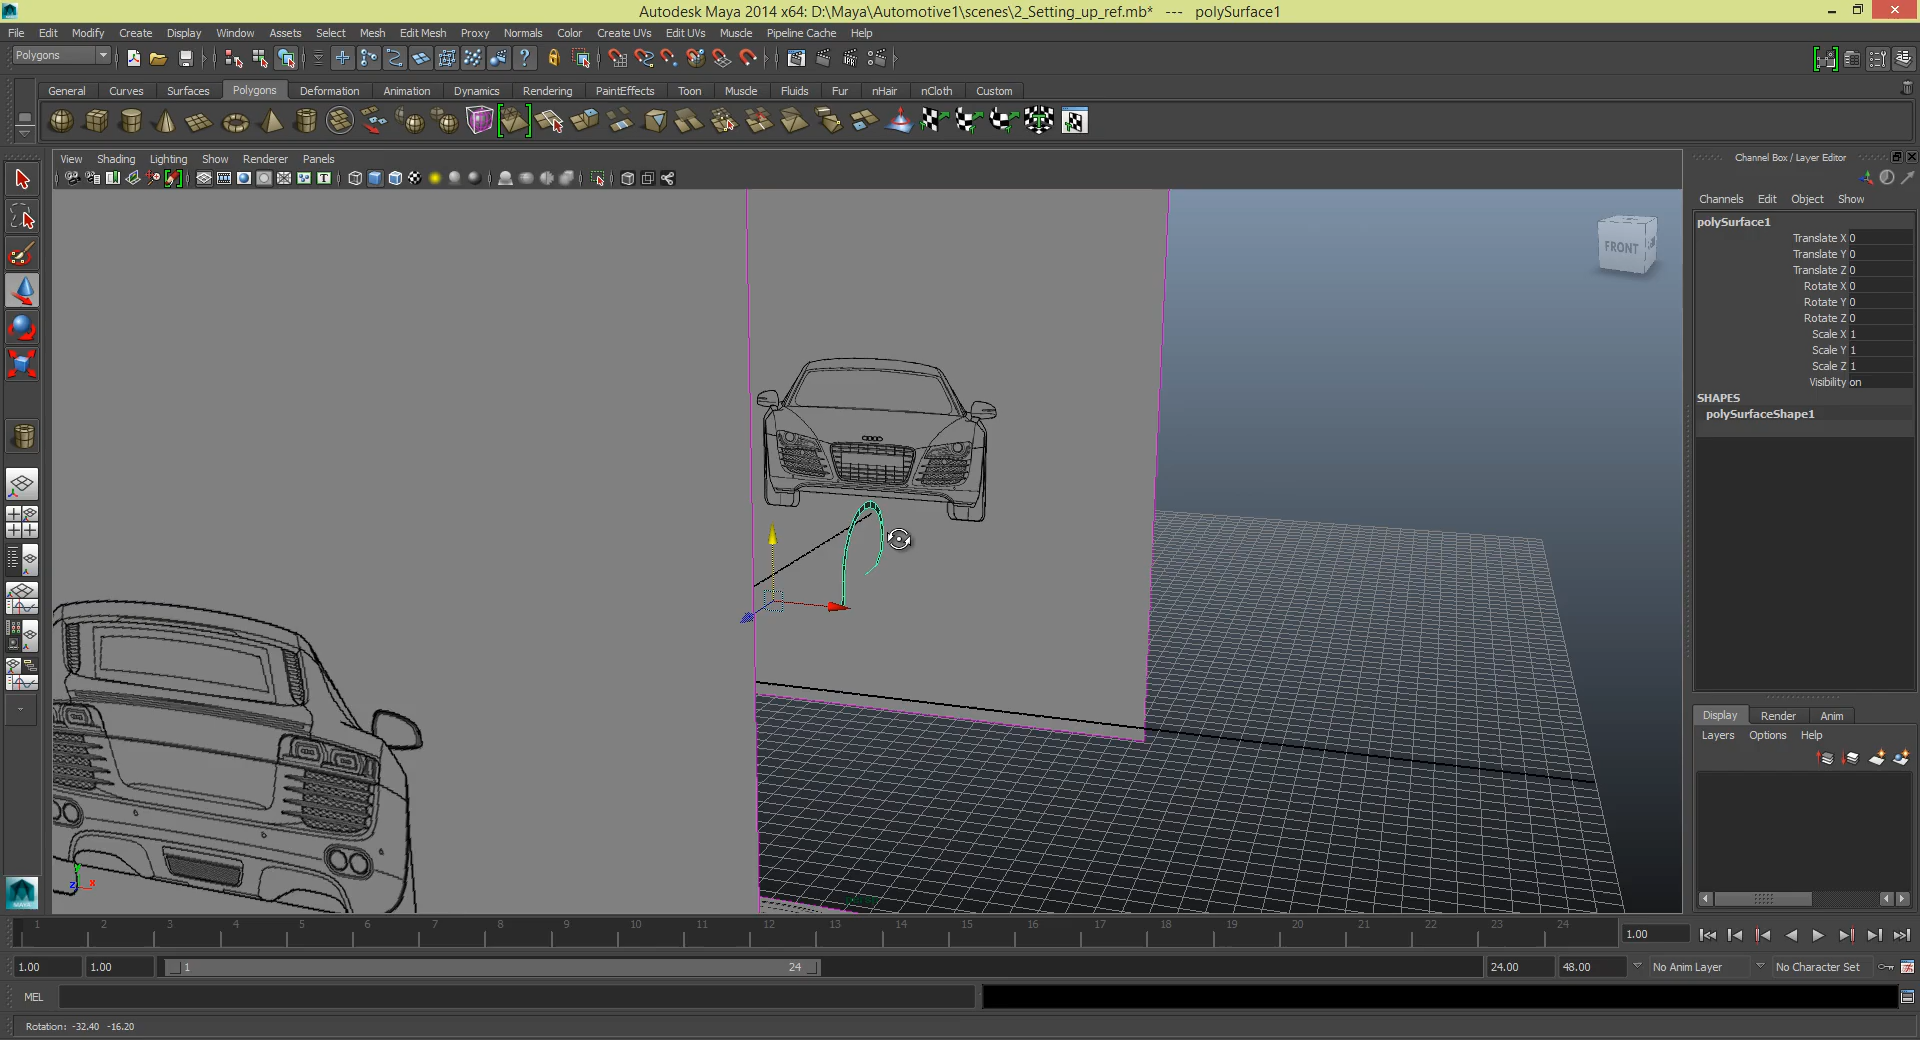 Autodesk Maya 2014 x64: D:\Maya\Automotive1\scenes\2_Setting_up_ref.mb* --- polySurface1
File Edit Modify Create Display Window Assets Select Mesh Edit Mesh Proxy Normals Color Create UVs Edit UVs Muscle Pipeline Cache Help
Polygons
General Curves Surfaces Polygons Deformation Animation Dynamics Rendering PaintEffects Toon Muscle Fluids Fur nHair nCloth Custom
View Shading Lighting Show Renderer Panels
Channel Box / Layer Editor
Channels Edit Object Show
polySurface1
Translate X 0
Translate Y 0
Translate Z 0
Rotate X 0
Rotate Y 0
Rotate Z 0
Scale X 1
Scale Y 1
Scale Z 1
Visibility on
SHAPES
polySurfaceShape1
FRONT
Display Render Anim
Layers Options Help
y
z x
1 2 3 4 5 6 7 8 9 10 11 12 13 14 15 16 17 18 19 20 21 22 23 24
1.00
1.00 1.00 1 24 24.00 48.00 No Anim Layer No Character Set
MEL
Rotation: -32.40 -16.20